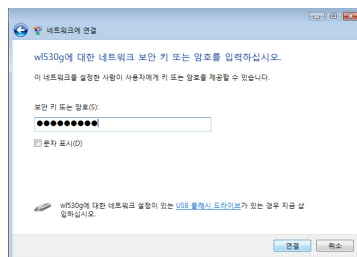 네트워크에 연결
wl530g에 대한 네트워크 보안 키 또는 암호를 입력하십시오.
이 네트워크를 설정한 사람이 사용자에게 키 또는 암호를 제공할 수 있습니다.
보안 키 또는 암호(S):
●●●●●●●●●
문자 표시(D)
wl530g에 대한 네트워크 설정이 있는 USB 플래시 드라이브가 있는 경우 지금 삽
입하십시오.
연결 취소